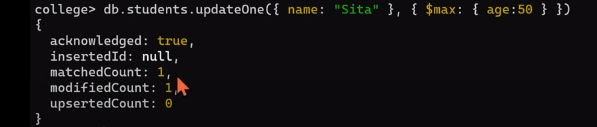 college> db.students.updateOne({ name: "Sita" }, { $max: { age:50 } })
{
  acknowledged: true,
  insertedId: null,
  matchedCount: 1,
  modifiedCount: 1,
  upsertedCount: 0
}